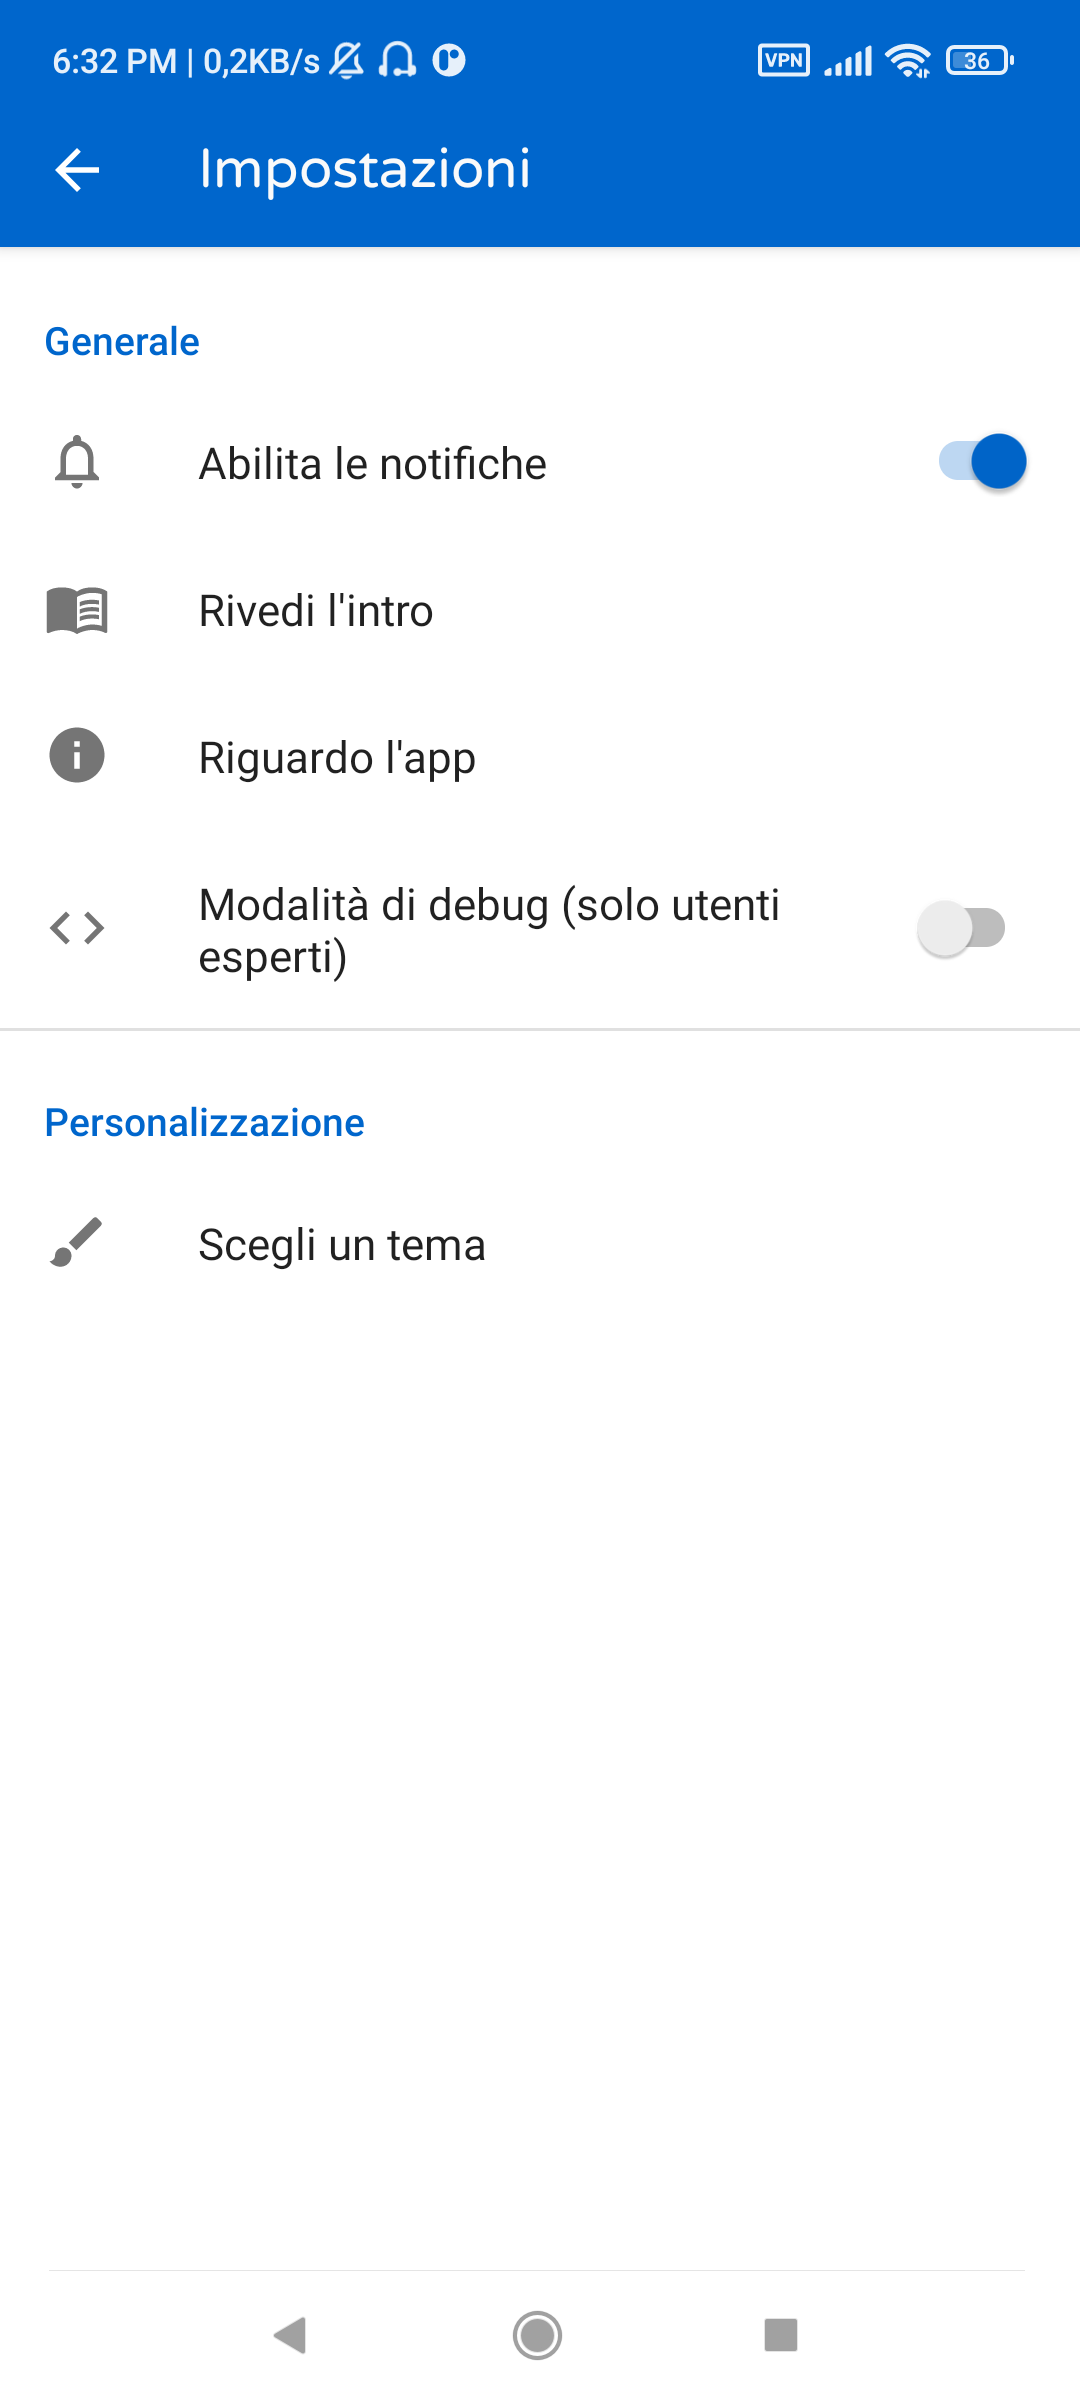 6:32 PM | 0,2KB/s VPN 36
Impostazioni
Generale
Abilita le notifiche
Rivedi l'intro
Riguardo l'app
Modalità di debug (solo utenti
esperti)
Personalizzazione
Scegli un tema